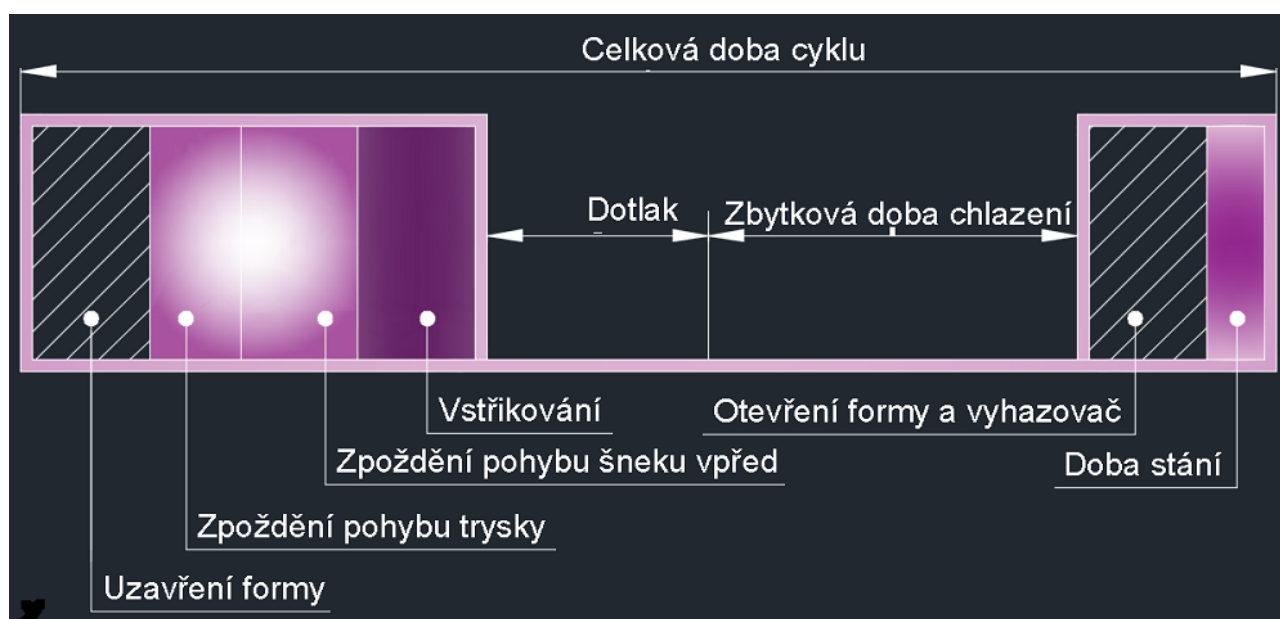 Celková doba cyklu
Dotlak
Zbytková doba chlazení
Vstřikování
Otevření formy a vyhazovač
Zpoždění pohybu šneku vpřed
Doba stání
Zpoždění pohybu trysky
Uzavření formy